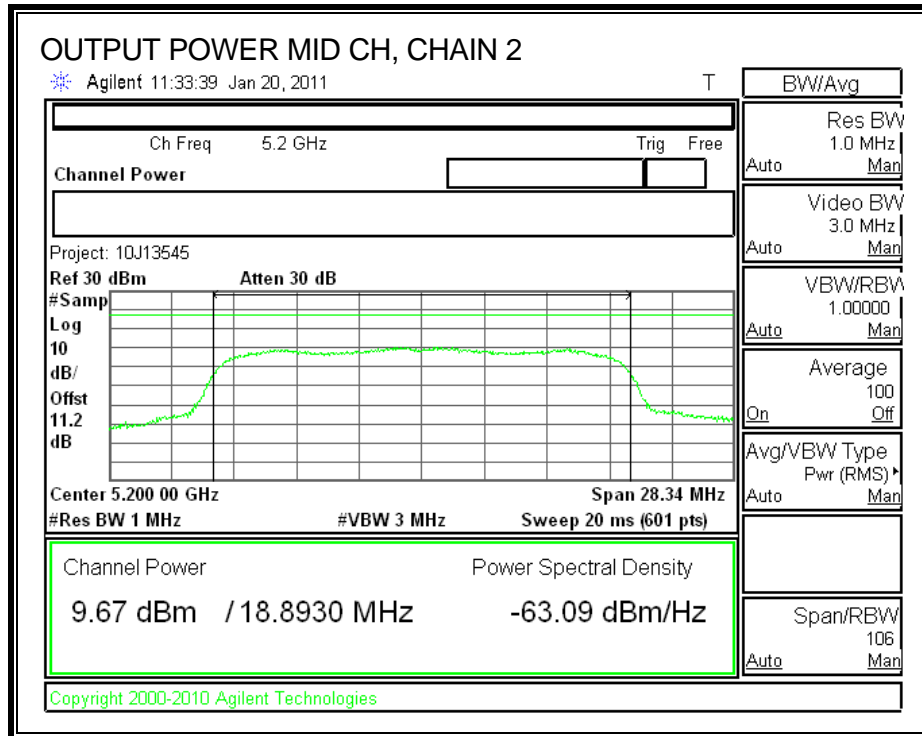 OUTPUT POWER MID CH, CHAIN 2
Agilent 11:33:39 Jan 20, 2011 T
Ch Freq 5.2 GHz Trig Free
Channel Power
Project: 10J13545
Ref 30 dBm Atten 30 dB
#Samp
Log
10
dB/
Offst
11.2
dB
Center 5.200 00 GHz Span 28.34 MHz
#Res BW 1 MHz #VBW 3 MHz Sweep 20 ms (601 pts)
Channel Power Power Spectral Density
9.67 dBm / 18.8930 MHz -63.09 dBm/Hz
Copyright 2000-2010 Agilent Technologies
BW/Avg
Res BW
1.0 MHz
Auto Man
Video BW
3.0 MHz
Auto Man
VBW/RBW
1.00000
Auto Man
Average
100
On Off
Avg/VBW Type
Pwr (RMS)
Auto Man
Span/RBW
106
Auto Man